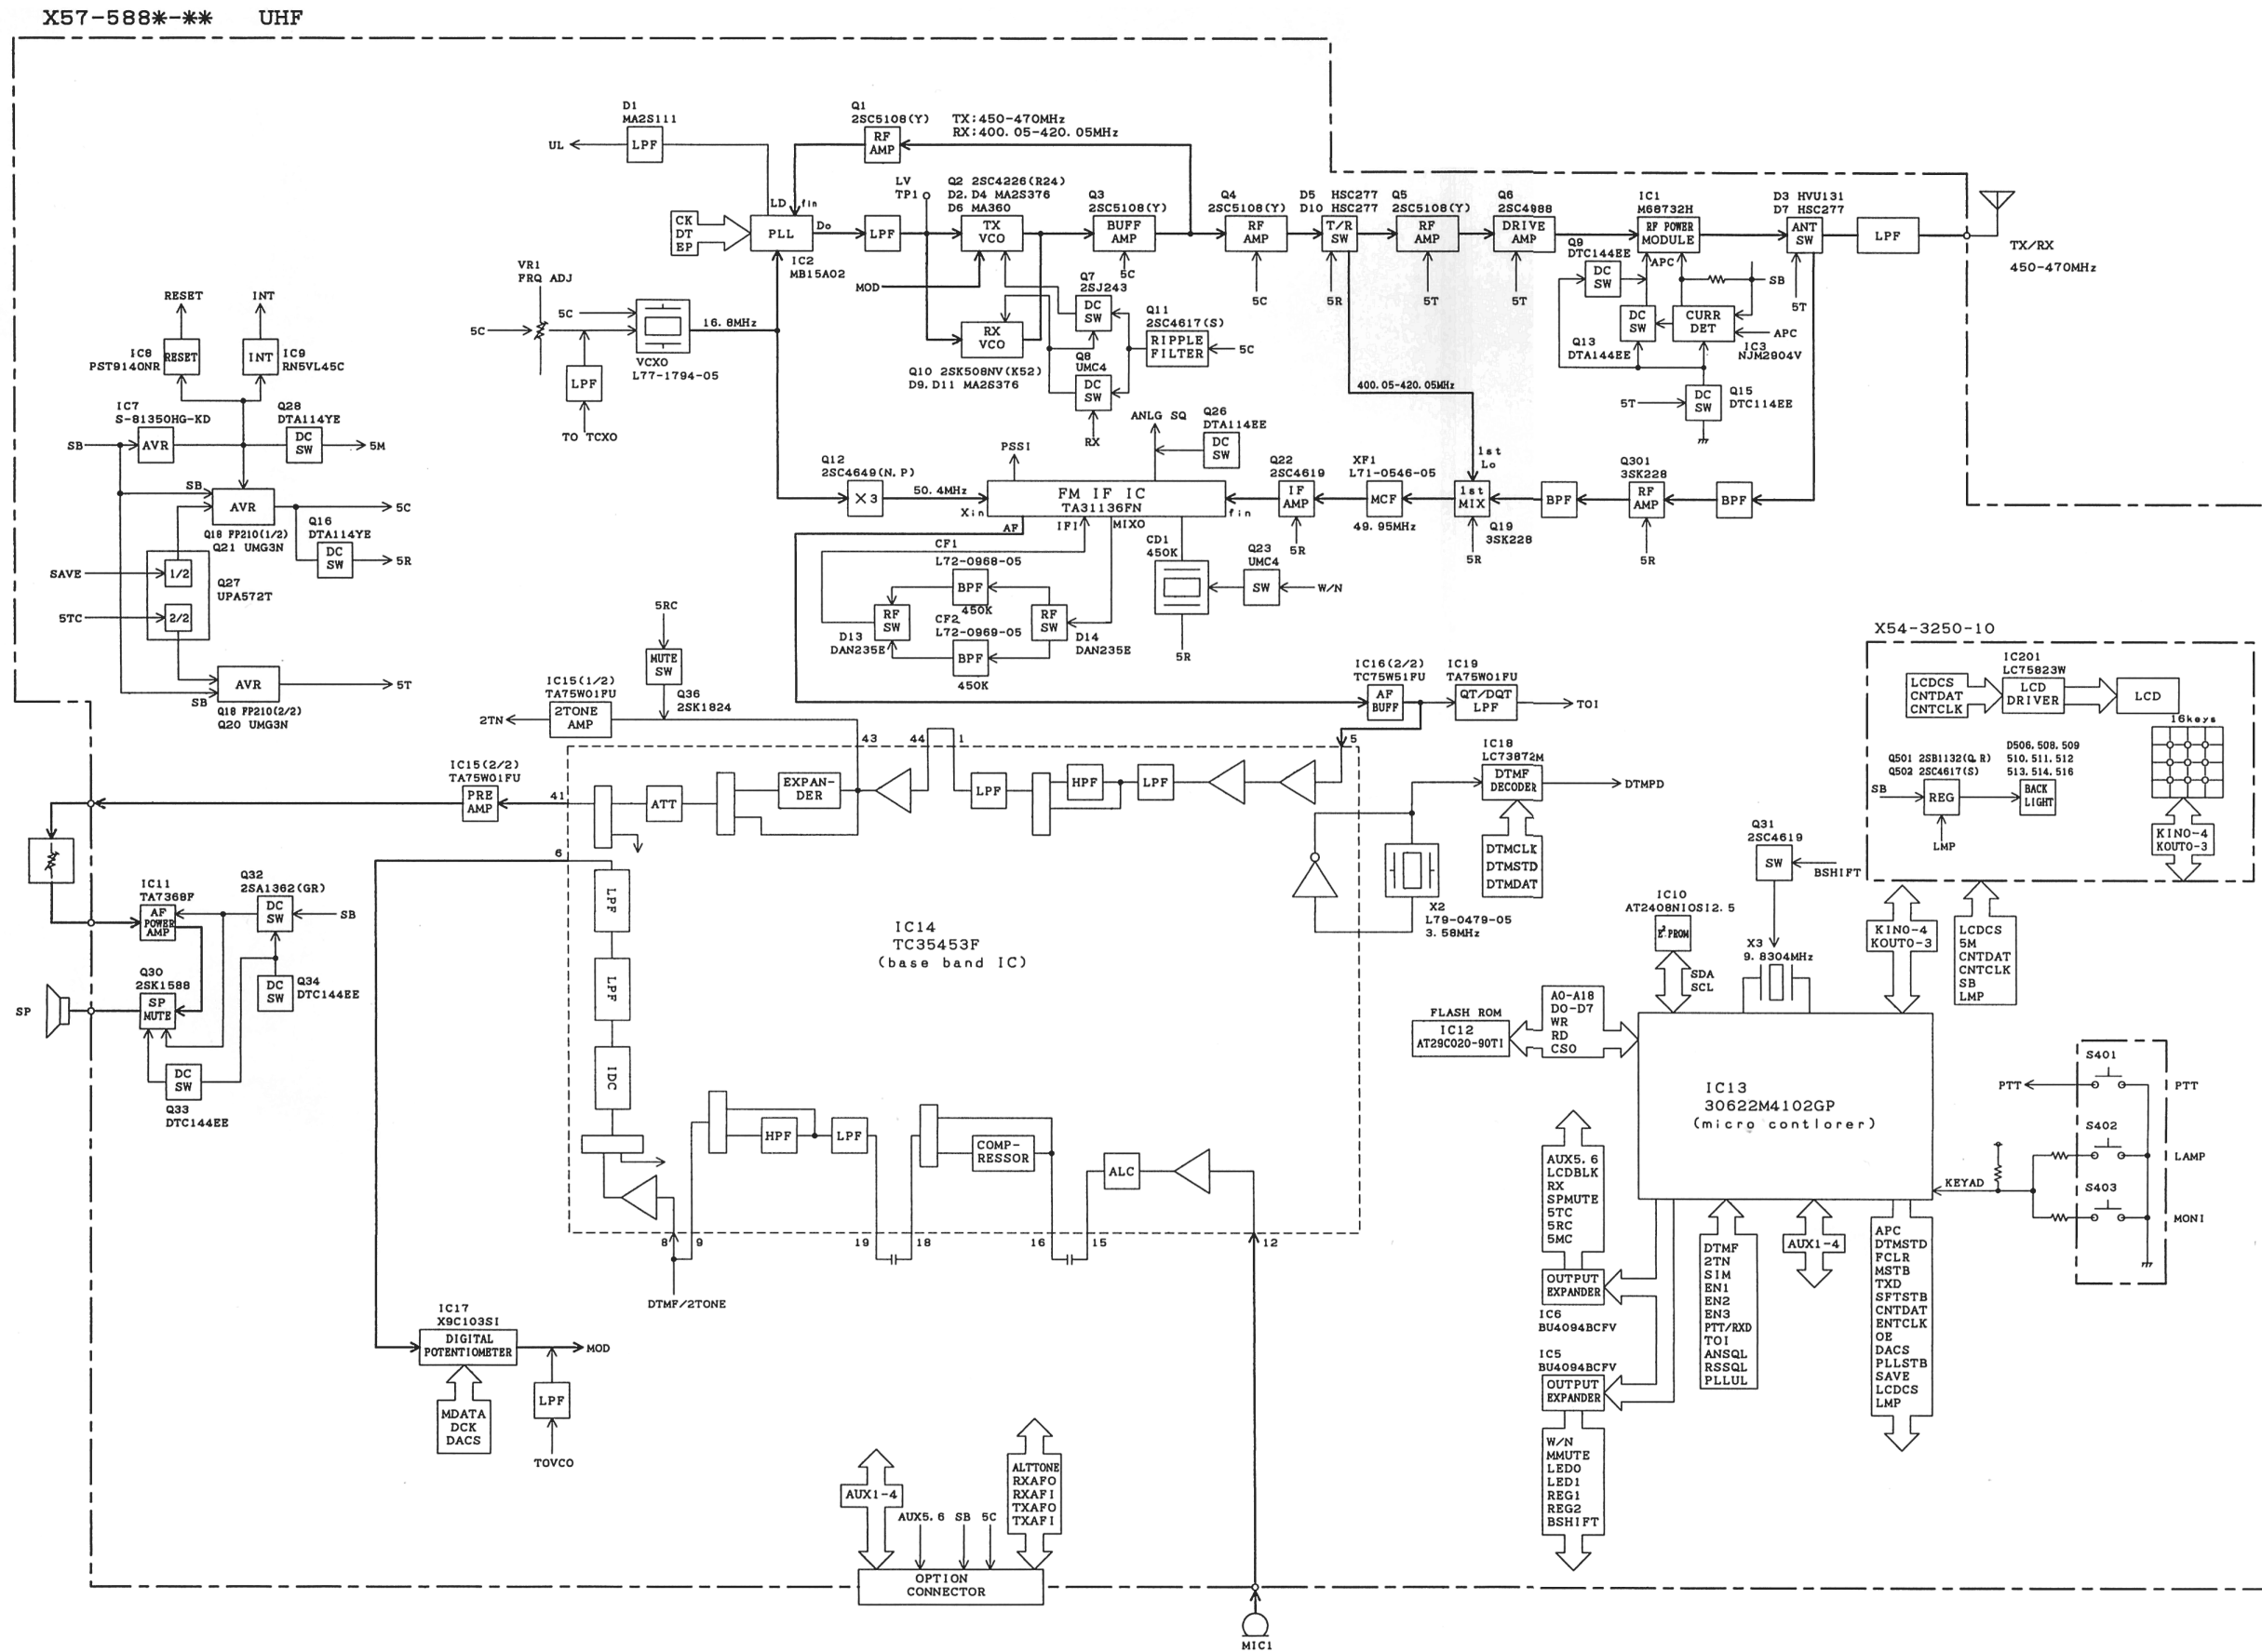 X57-588*-** UHF
D1
MA2S111
LPF
UL
Q1
2SC5108(Y)
RF
AMP
TX:450-470MHz
RX:400.05-420.05MHz
LV
TP1
Q2 2SC4226(R24)
D2.D4 MA2S376
D6 MA360
TX
VCO
Q3
2SC5108(Y)
BUFF
AMP
5C
Q4
2SC5108(Y)
RF
AMP
5C
D5 HSC277
D10 HSC277
T/R
SW
5R
Q5
2SC5108(Y)
RF
AMP
5T
Q6
2SC4988
DRIVE
AMP
5T
IC1
M68732H
RF POWER
MODULE
APC
D3 HVU131
D7 HSC277
ANT
SW
5T
LPF
TX/RX
450-470MHz
CK
DT
EP
LD
fin
PLL
Do
IC2
MB15A02
LPF
MOD
RX
VCO
Q10 2SK508NV(K52)
D9.D11 MA2S376
Q7
2SJ243
DC
SW
Q8
UMC4
DC
SW
RX
Q11
2SC4617(S)
RIPPLE
FILTER
5C
Q9
DTC144EE
DC
SW
DC
SW
Q13
DTA144EE
CURR
DET
SB
APC
IC3
NJM2904V
5T
DC
SW
Q15
DTC114EE
VR1
FRQ ADJ
5C
5C
VCXO
L77-1794-05
16.8MHz
LPF
TO TCXO
400.05-420.05MHz
RESET
INT
IC8
PST9140NR
RESET
INT
IC9
RN5VL45C
IC7
S-81350HG-KD
SB
AVR
Q28
DTA114YE
DC
SW
5M
SB
AVR
5C
Q18 FP210(1/2)
Q21 UMG3N
Q16
DTA114YE
DC
SW
5R
SAVE
1/2
Q27
UPA572T
5TC
2/2
AVR
5T
SB
Q18 FP210(2/2)
Q20 UMG3N
Q12
2SC4649(N.P)
×3
50.4MHz
Xin
FM IF IC
TA31136FN
fin
PSSI
ANLG SQ
Q26
DTA114EE
DC
SW
AF
IFI
MIXO
Q22
2SC4619
IF
AMP
5R
XF1
L71-0546-05
MCF
49.95MHz
1st
Lo
1st
MIX
Q19
3SK228
5R
BPF
Q301
3SK228
RF
AMP
5R
BPF
CF1
L72-0968-05
BPF
450K
CF2
L72-0969-05
BPF
450K
RF
SW
D13
DAN235E
RF
SW
D14
DAN235E
CD1
450K
5R
Q23
UMC4
SW
W/N
5RC
MUTE
SW
Q36
2SK1824
IC15(1/2)
TA75W01FU
2TONE
AMP
2TN
IC16(2/2)
TC75W51FU
AF
BUFF
IC19
TA75W01FU
QT/DQT
LPF
TOI
43
44
1
5
IC15(2/2)
TA75W01FU
PRE
AMP
41
ATT
EXPAN-
DER
LPF
HPF
LPF
IC18
LC73872M
DTMF
DECODER
DTMPD
DTMCLK
DTMSTD
DTMDAT
X2
L79-0479-05
3.58MHz
6
LPF
LPF
IDC
IC14
TC35453F
(base band IC)
HPF
LPF
COMP-
RESSOR
ALC
8
9
19
18
16
15
12
DTMF/2TONE
IC11
TA7368F
AF
POWER
AMP
Q32
2SA1362(GR)
DC
SW
SB
SP
Q30
2SK1588
SP
MUTE
DC
SW
Q34
DTC144EE
DC
SW
Q33
DTC144EE
IC17
X9C103SI
DIGITAL
POTENTIOMETER
MOD
MDATA
DCK
DACS
LPF
TOVCO
AUX1-4
AUX5.6
SB
5C
ALTTONE
RXAFO
RXAFI
TXAFO
TXAFI
OPTION
CONNECTOR
MIC1
X54-3250-10
IC201
LC75823W
LCDCS
CNTDAT
CNTCLK
LCD
DRIVER
LCD
16keys
Q501 2SB1132(Q.R)
Q502 2SC4617(S)
SB
REG
LMP
D506.508.509
510.511.512
513.514.516
BACK
LIGHT
KIN0-4
KOUT0-3
Q31
2SC4619
SW
BSHIFT
IC10
AT2408N10SI2.5
E²PROM
SDA
SCL
X3
9.8304MHz
KIN0-4
KOUT0-3
LCDCS
5M
CNTDAT
CNTCLK
SB
LMP
FLASH ROM
IC12
AT29C020-90TI
A0-A18
D0-D7
WR
RD
CS0
IC13
30622M4102GP
(micro contlorer)
S401
PTT
PTT
S402
LAMP
S403
MONI
KEYAD
AUX5.6
LCDBLK
RX
SPMUTE
5TC
5RC
5MC
OUTPUT
EXPANDER
IC6
BU4094BCFV
IC5
BU4094BCFV
OUTPUT
EXPANDER
W/N
MMUTE
LED0
LED1
REG1
REG2
BSHIFT
DTMF
2TN
SIM
EN1
EN2
EN3
PTT/RXD
TOI
ANSQL
RSSQL
PLLUL
AUX1-4
APC
DTMSTD
FCLR
MSTB
TXD
SFTSTB
CNTDAT
ENTCLK
OE
DACS
PLLSTB
SAVE
LCDCS
LMP